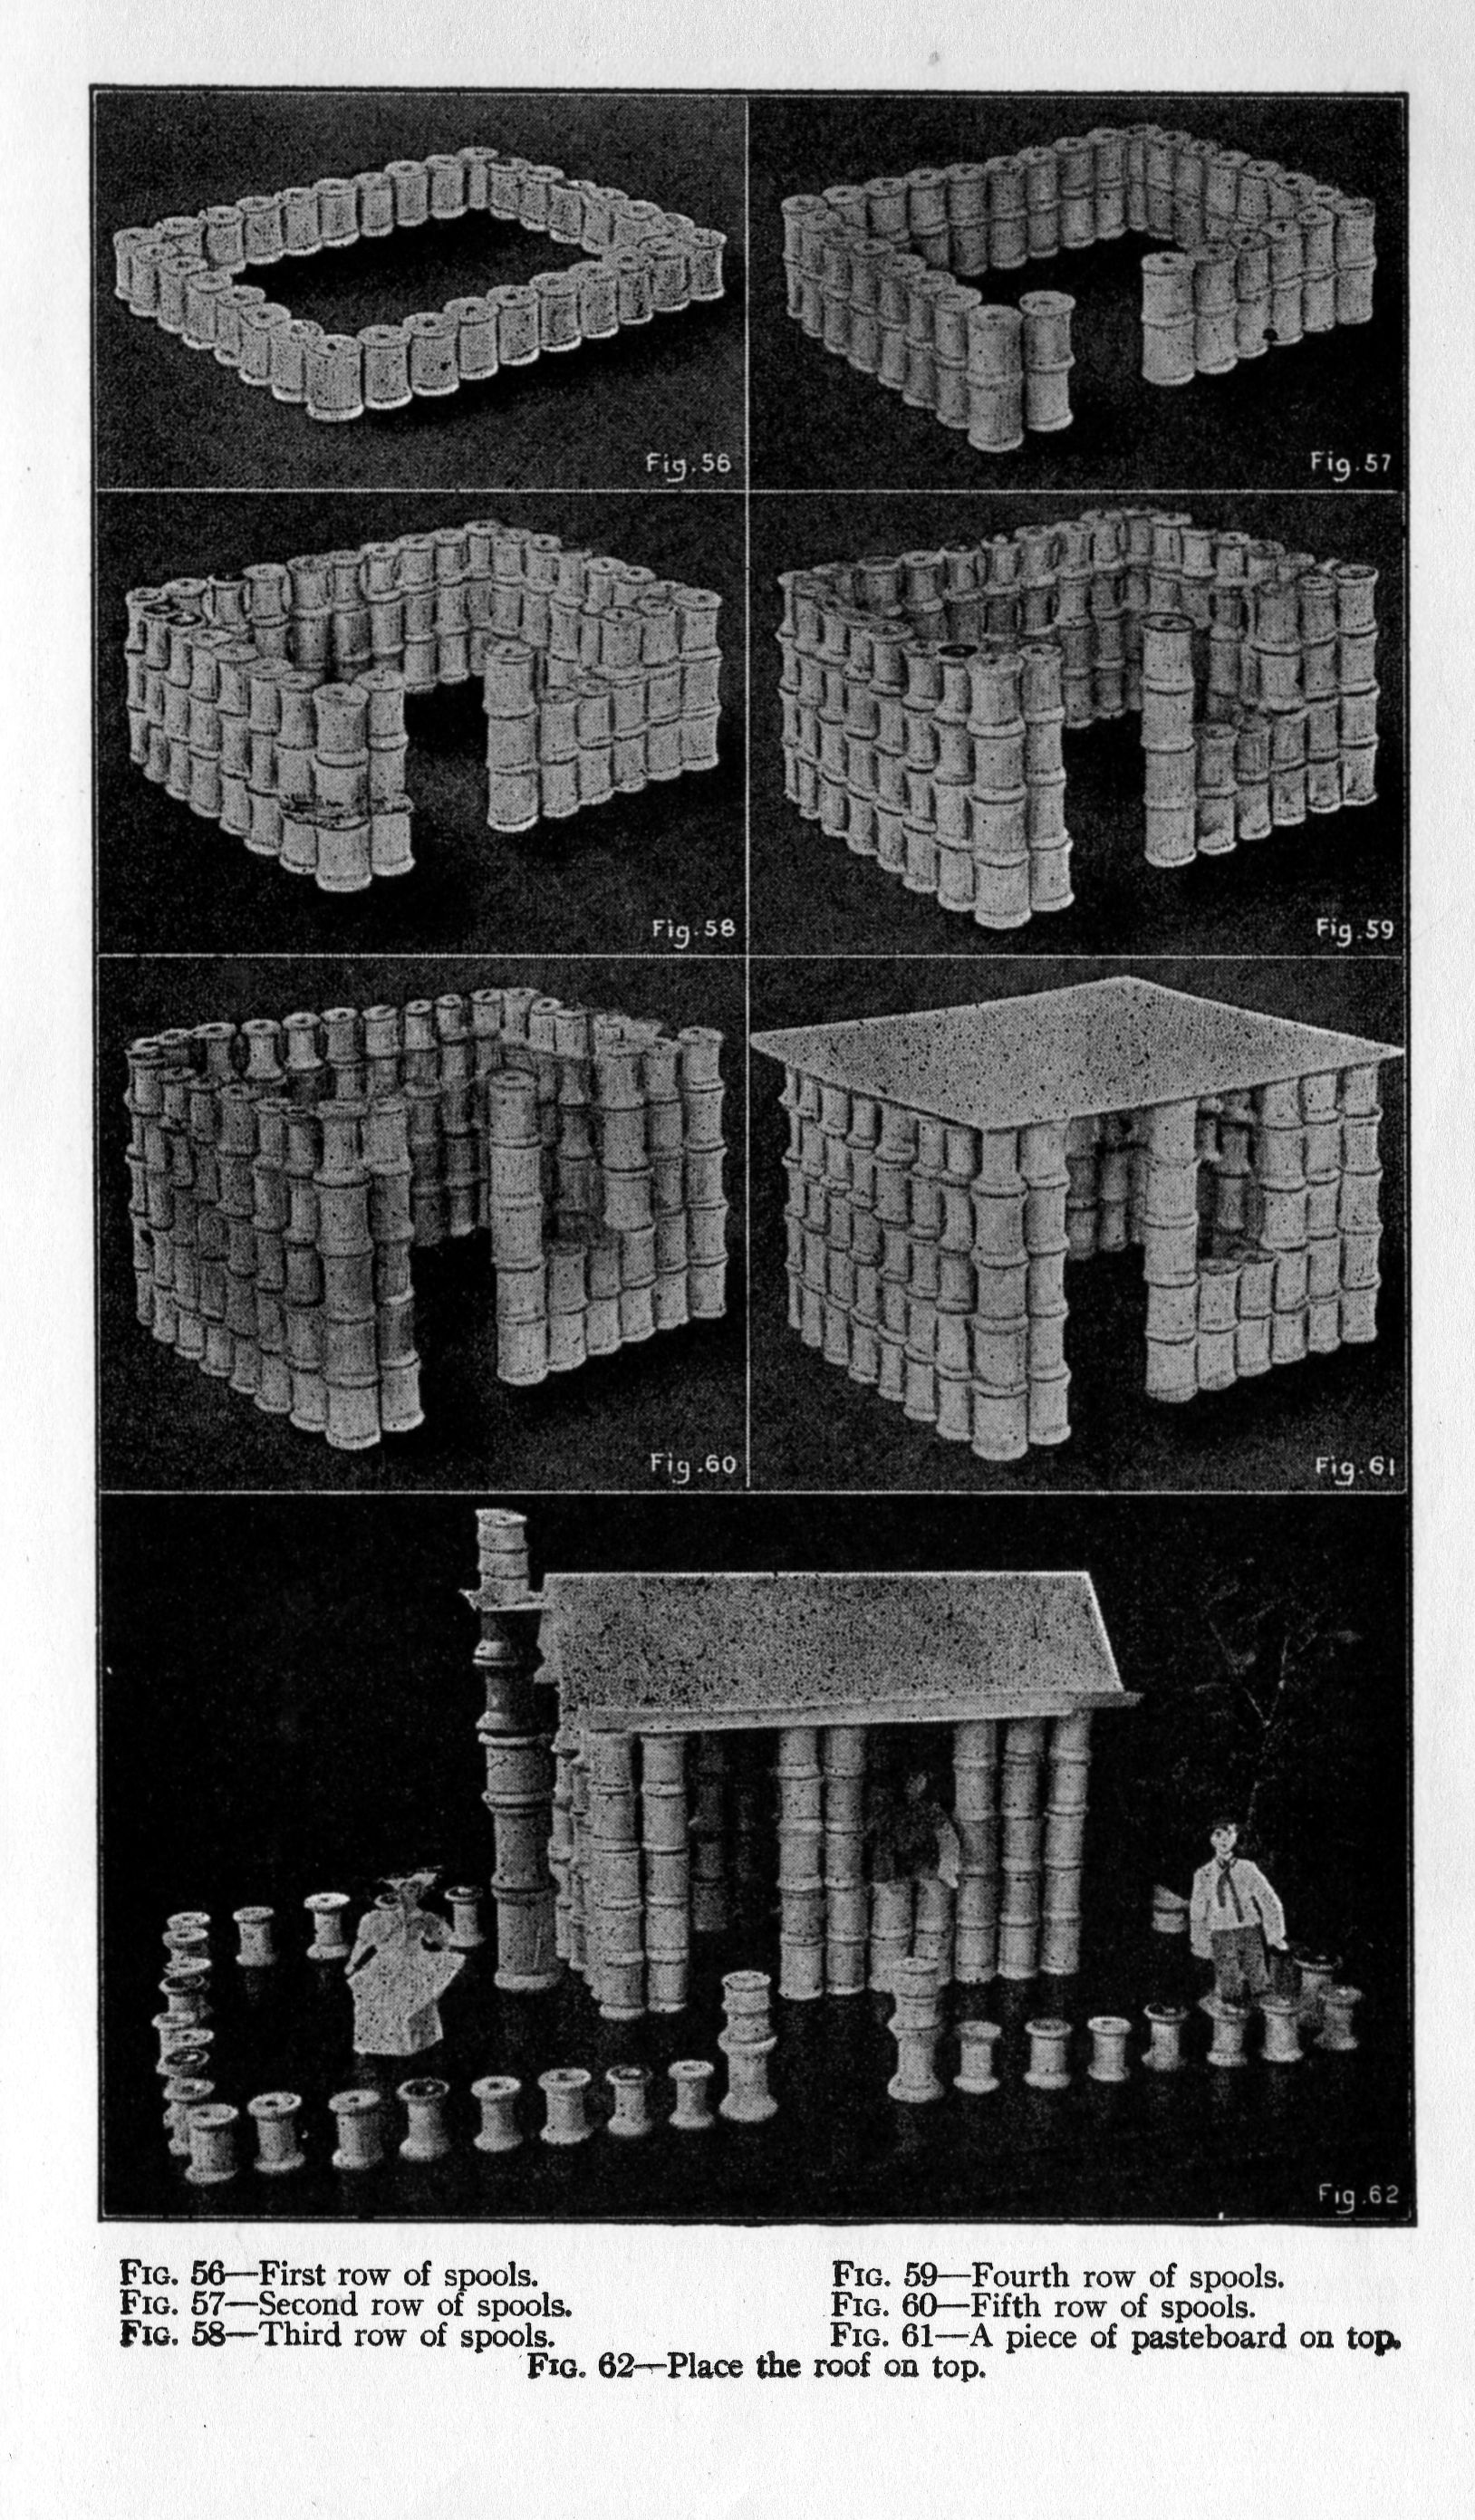 Fig.56
Fig.57
Fig.58
Fig.59
Fig.60
Fig.61
Fig.62
FIG. 56—First row of spools.
FIG. 57—Second row of spools.
FIG. 58—Third row of spools.
FIG. 59—Fourth row of spools.
FIG. 60—Fifth row of spools.
FIG. 61—A piece of pasteboard on top.
FIG. 62—Place the roof on top.